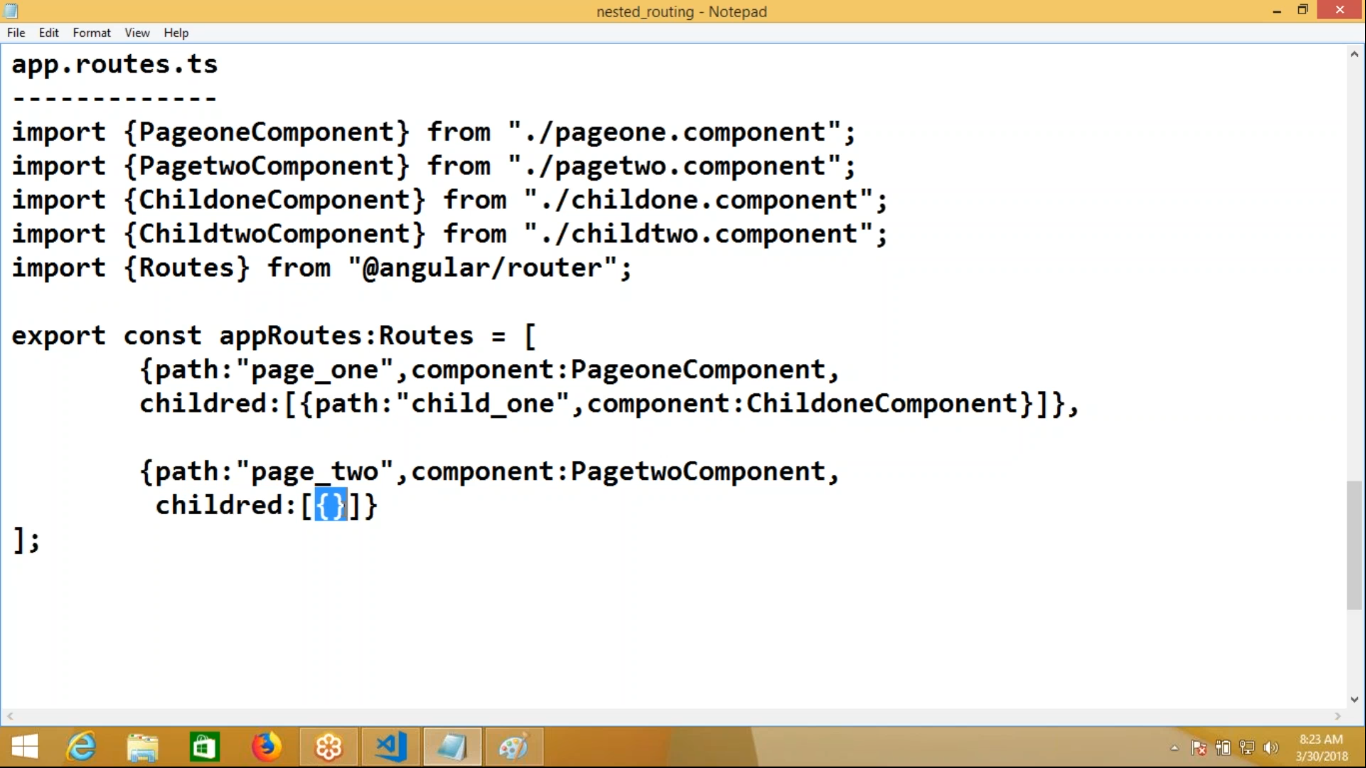 nested_routing - Notepad
File Edit Format View Help
app.routes.ts
-------------
import {PageoneComponent} from "./pageone.component";
import {PagetwoComponent} from "./pagetwo.component";
import {ChildoneComponent} from "./childone.component";
import {ChildtwoComponent} from "./childtwo.component";
import {Routes} from "@angular/router";
export const appRoutes:Routes = [
{path:"page_one",component:PageoneComponent,
childred:[{path:"child_one",component:ChildoneComponent}]},
{path:"page_two",component:PagetwoComponent,
childred:[{}]}
];
8:23 AM
3/30/2018